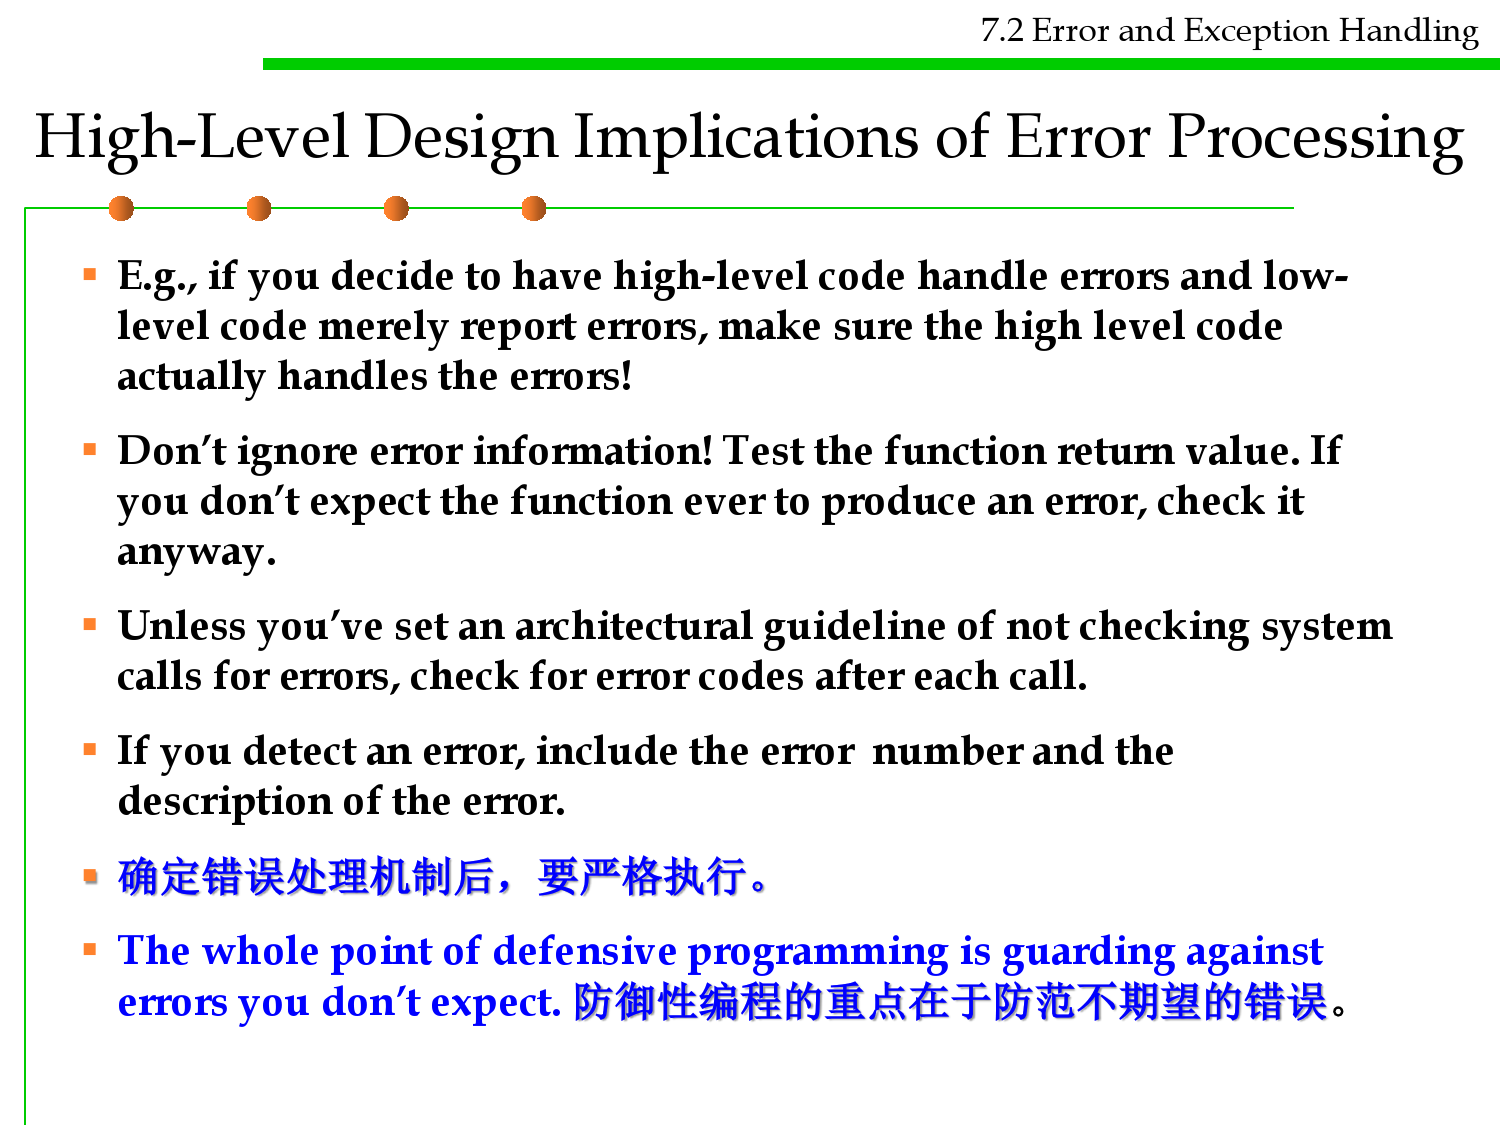 7.2 Error and Exception Handling
High-Level Design Implications of Error Processing
▪ E.g., if you decide to have high-level code handle errors and low-
level code merely report errors, make sure the high level code
actually handles the errors!
▪ Don’t ignore error information! Test the function return value. If
you don’t expect the function ever to produce an error, check it
anyway.
▪ Unless you’ve set an architectural guideline of not checking system
calls for errors, check for error codes after each call.
▪ If you detect an error, include the error number and the
description of the error.
▪ 确定错误处理机制后，要严格执行。
▪ The whole point of defensive programming is guarding against
errors you don’t expect. 防御性编程的重点在于防范不期望的错误。